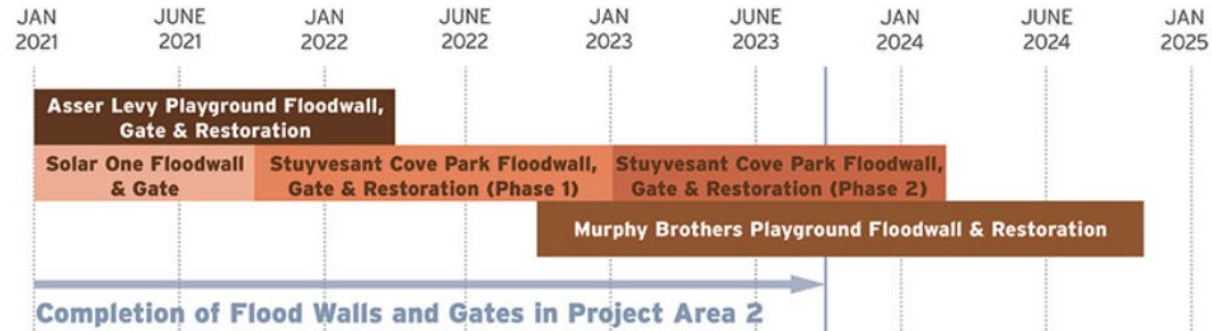 JAN JUNE JAN JUNE JAN JUNE JAN JUNE JAN
2021 2021 2022 2022 2023 2023 2024 2024 2025
Asser Levy Playground Floodwall,
Gate & Restoration
Solar One Floodwall
& Gate
Stuyvesant Cove Park Floodwall,
Gate & Restoration (Phase 1)
Stuyvesant Cove Park Floodwall,
Gate & Restoration (Phase 2)
Murphy Brothers Playground Floodwall & Restoration
Completion of Flood Walls and Gates in Project Area 2